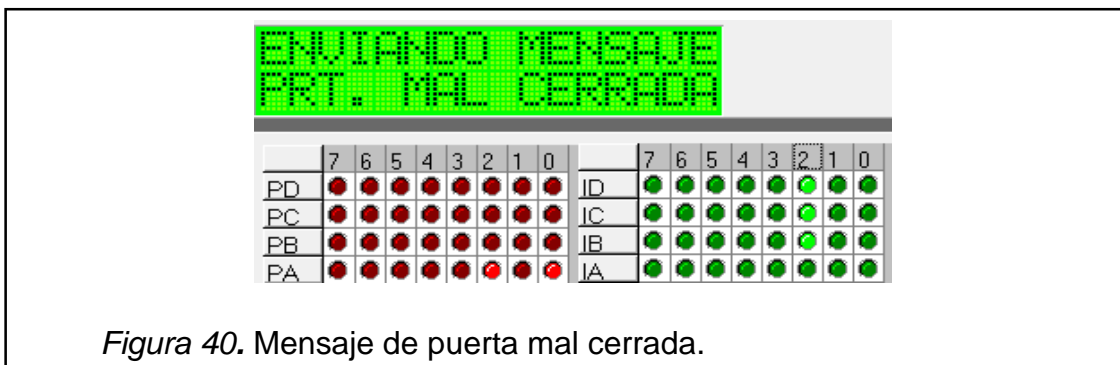 ENVIANDO MENSAJE
PRT. MAL CERRADA
7 6 5 4 3 2 1 0 7 6 5 4 3 2 1 0
PD ID
PC IC
PB IB
PA IA
Figura 40. Mensaje de puerta mal cerrada.